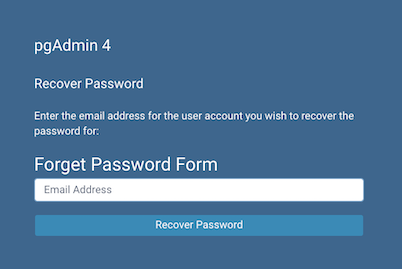 pgAdmin 4
Recover Password
Enter the email address for the user account you wish to recover the
password for:
Forget Password Form
Email Address
Recover Password